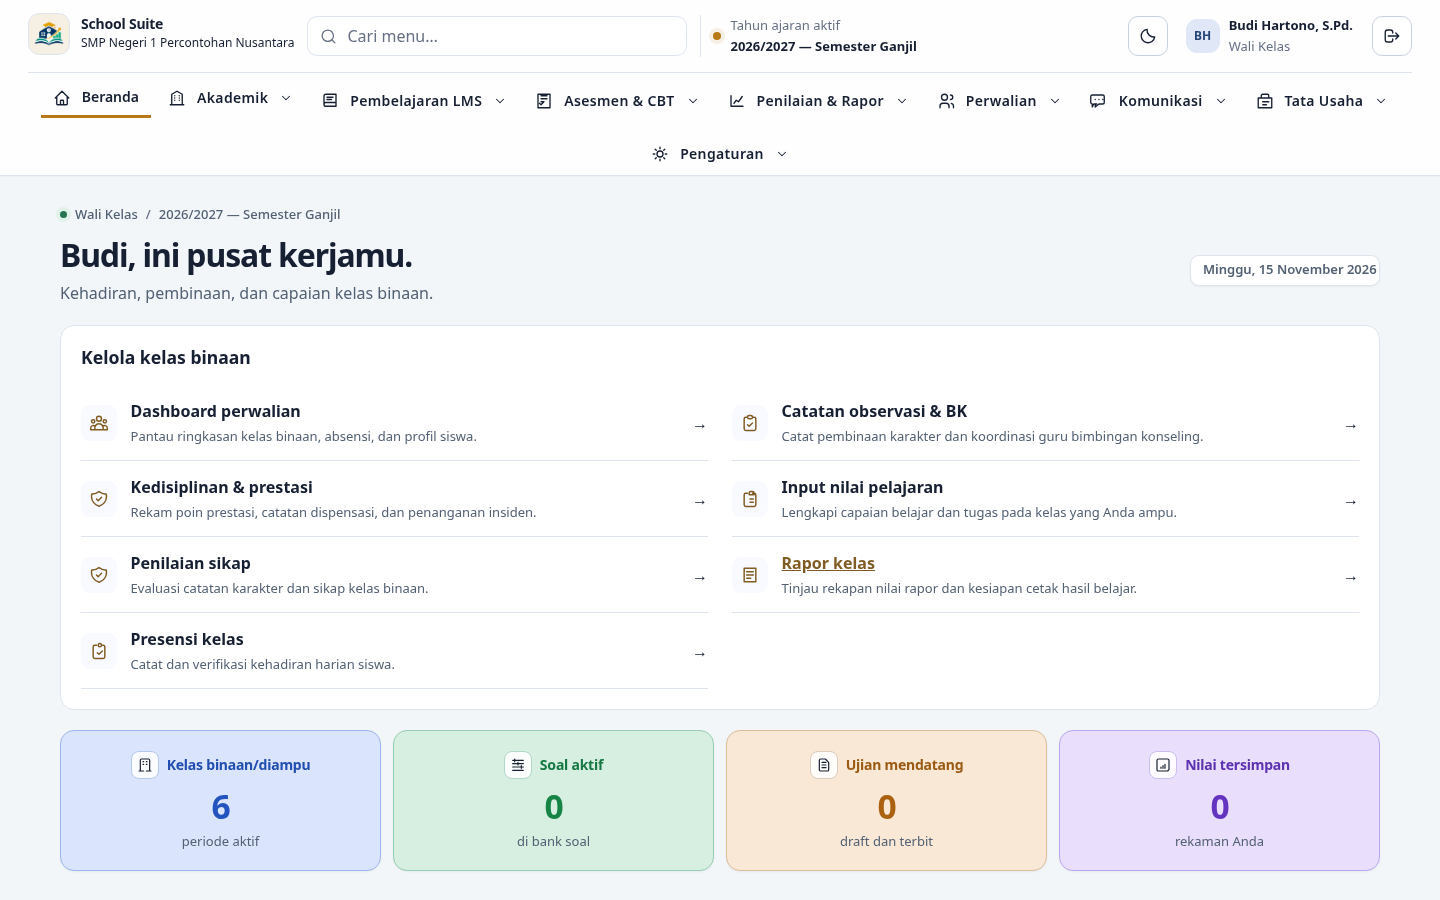 School Suite
SMP Negeri 1 Percontohan Nusantara
Cari menu...
Tahun ajaran aktif
2026/2027 — Semester Ganjil
BH
Budi Hartono, S.Pd.
Wali Kelas
Beranda
Akademik
Pembelajaran LMS
Asesmen & CBT
Penilaian & Rapor
Perwalian
Komunikasi
Tata Usaha
Pengaturan
Wali Kelas / 2026/2027 — Semester Ganjil
Budi, ini pusat kerjamu.
Kehadiran, pembinaan, dan capaian kelas binaan.
Minggu, 15 November 2026
Kelola kelas binaan
Dashboard perwalian
Pantau ringkasan kelas binaan, absensi, dan profil siswa.
→
Catatan observasi & BK
Catat pembinaan karakter dan koordinasi guru bimbingan konseling.
→
Kedisiplinan & prestasi
Rekam poin prestasi, catatan dispensasi, dan penanganan insiden.
→
Input nilai pelajaran
Lengkapi capaian belajar dan tugas pada kelas yang Anda ampu.
→
Penilaian sikap
Evaluasi catatan karakter dan sikap kelas binaan.
→
Rapor kelas
Tinjau rekapan nilai rapor dan kesiapan cetak hasil belajar.
→
Presensi kelas
Catat dan verifikasi kehadiran harian siswa.
→
Kelas binaan/diampu
6
periode aktif
Soal aktif
0
di bank soal
Ujian mendatang
0
draft dan terbit
Nilai tersimpan
0
rekaman Anda